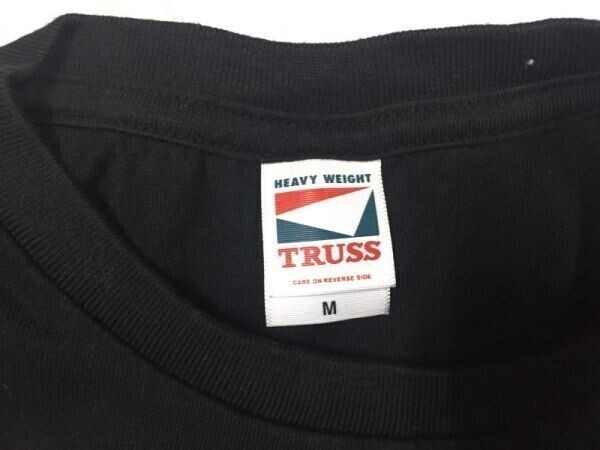 HEAVY WEIGHT
TRUSS
CARE ON REVERSE SIDE
M